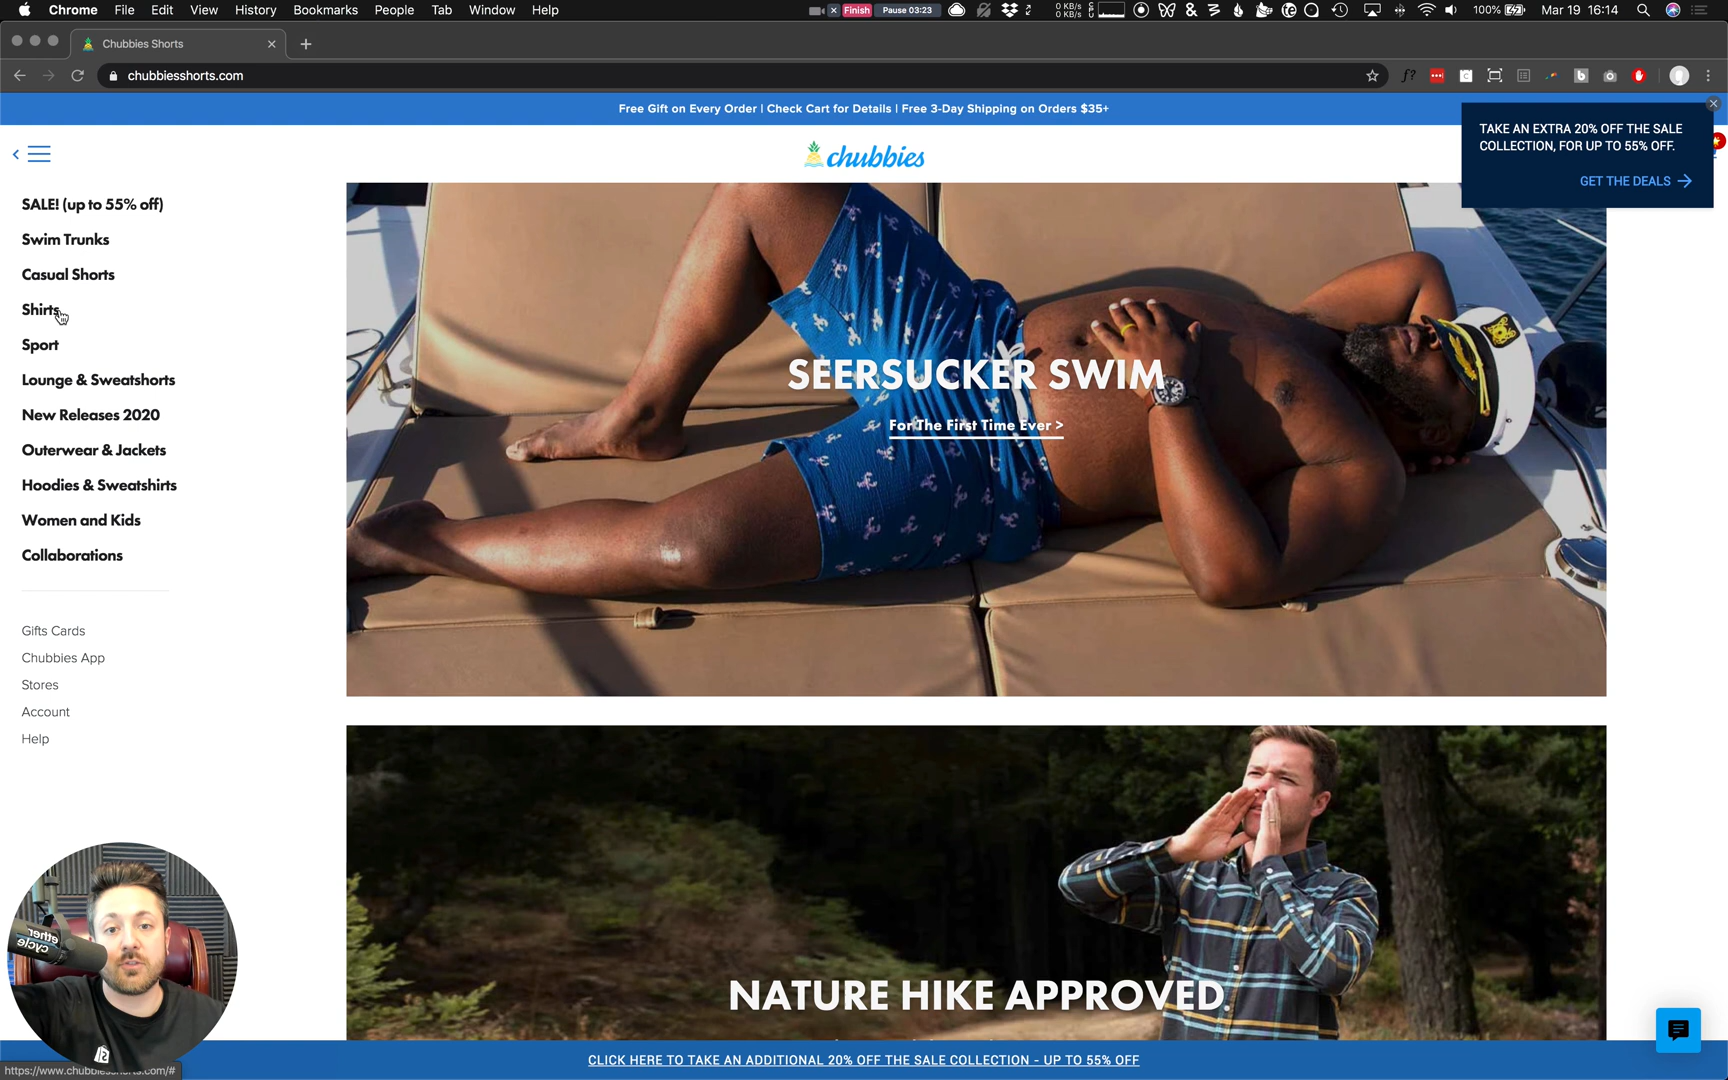 Chrome File Edit View History Bookmarks People Tab Window Help
Finish Pause 03:23
0 KB/s
0 KB/s
100% Mar 19 16:14
Chubbies Shorts
chubbiesshorts.com
Free Gift on Every Order | Check Cart for Details | Free 3-Day Shipping on Orders $35+
TAKE AN EXTRA 20% OFF THE SALE
COLLECTION, FOR UP TO 55% OFF.
GET THE DEALS
chubbies
SALE! (up to 55% off)
Swim Trunks
Casual Shorts
Shirts
Sport
Lounge & Sweatshorts
New Releases 2020
Outerwear & Jackets
Hoodies & Sweatshirts
Women and Kids
Collaborations
Gifts Cards
Chubbies App
Stores
Account
Help
SEERSUCKER SWIM
For The First Time Ever >
NATURE HIKE APPROVED
ether
cycle
CLICK HERE TO TAKE AN ADDITIONAL 20% OFF THE SALE COLLECTION - UP TO 55% OFF
https://www.chubbiesshorts.com/#